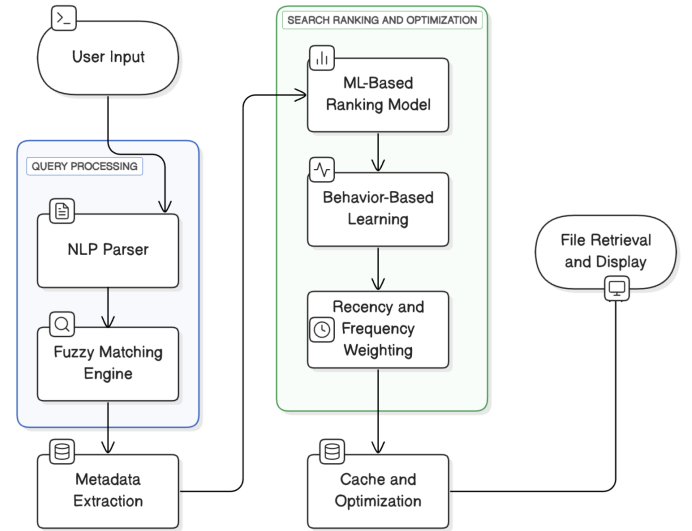 User Input
QUERY PROCESSING
NLP Parser
Fuzzy Matching
Engine
Metadata
Extraction
SEARCH RANKING AND OPTIMIZATION
ML-Based
Ranking Model
Behavior-Based
Learning
Recency and
Frequency
Weighting
Cache and
Optimization
File Retrieval
and Display